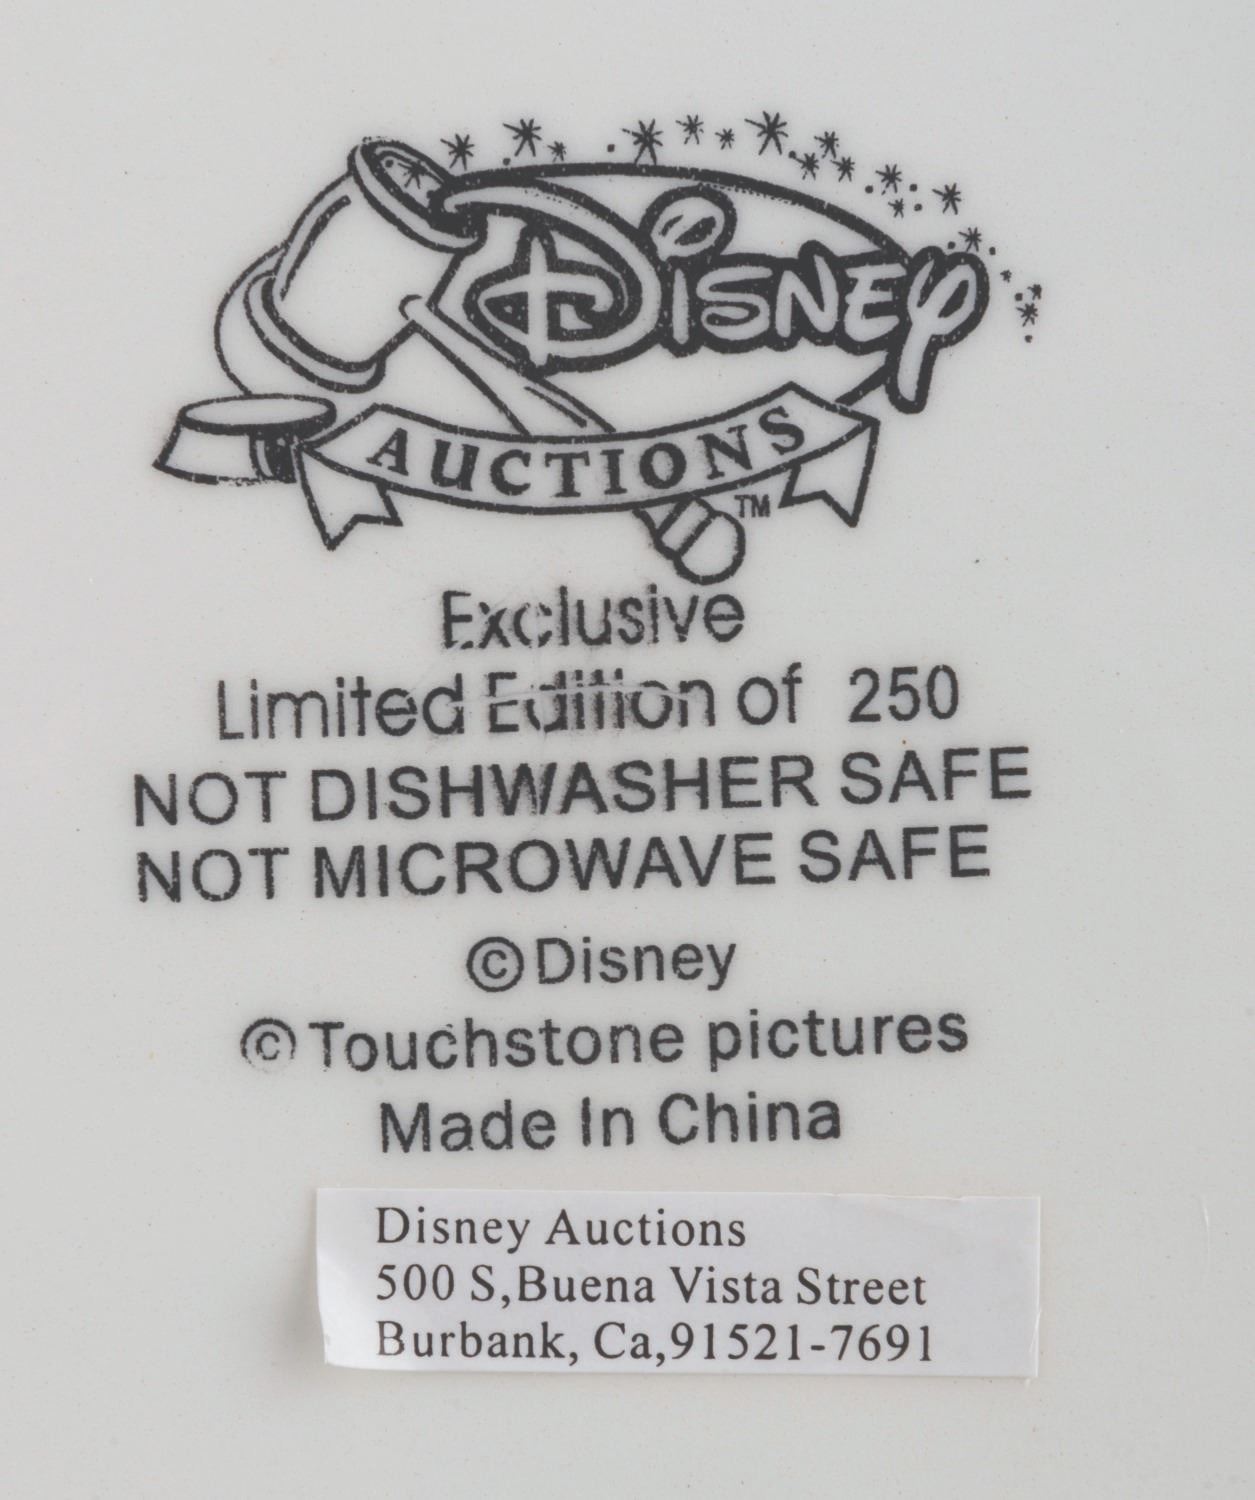 Disney
AUCTIONS
TM
Exclusive
Limited Edition of 250
NOT DISHWASHER SAFE
NOT MICROWAVE SAFE
©Disney
©Touchstone pictures
Made In China
Disney Auctions
500 S,Buena Vista Street
Burbank, Ca,91521-7691